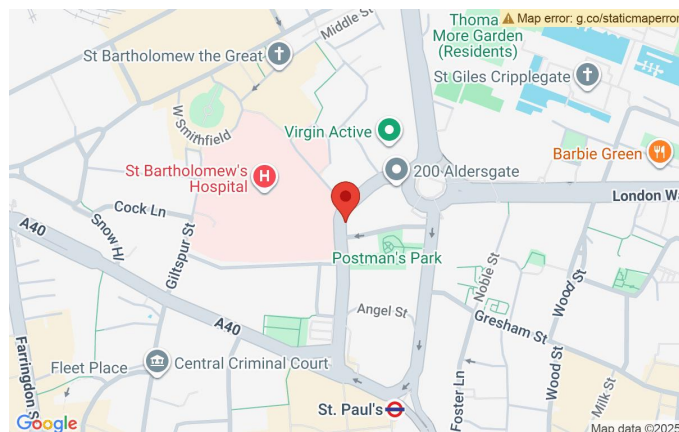 Middle St
Thoma
More Garden
(Residents)
Map error: g.co/staticmaperror
St Bartholomew the Great
St Giles Cripplegate
W Smithfield
Virgin Active
Barbie Green
St Bartholomew's
Hospital
H
200 Aldersgate
London Wa
Cock Ln
Snow Hl
A40
Giltspur St
Postman's Park
Noble St
Wood St
Angel St
Gresham St
A40
Farringdon S
Fleet Place
Central Criminal Court
Foster Ln
Wood St
Milk St
St. Paul's
Google
Map data ©2025